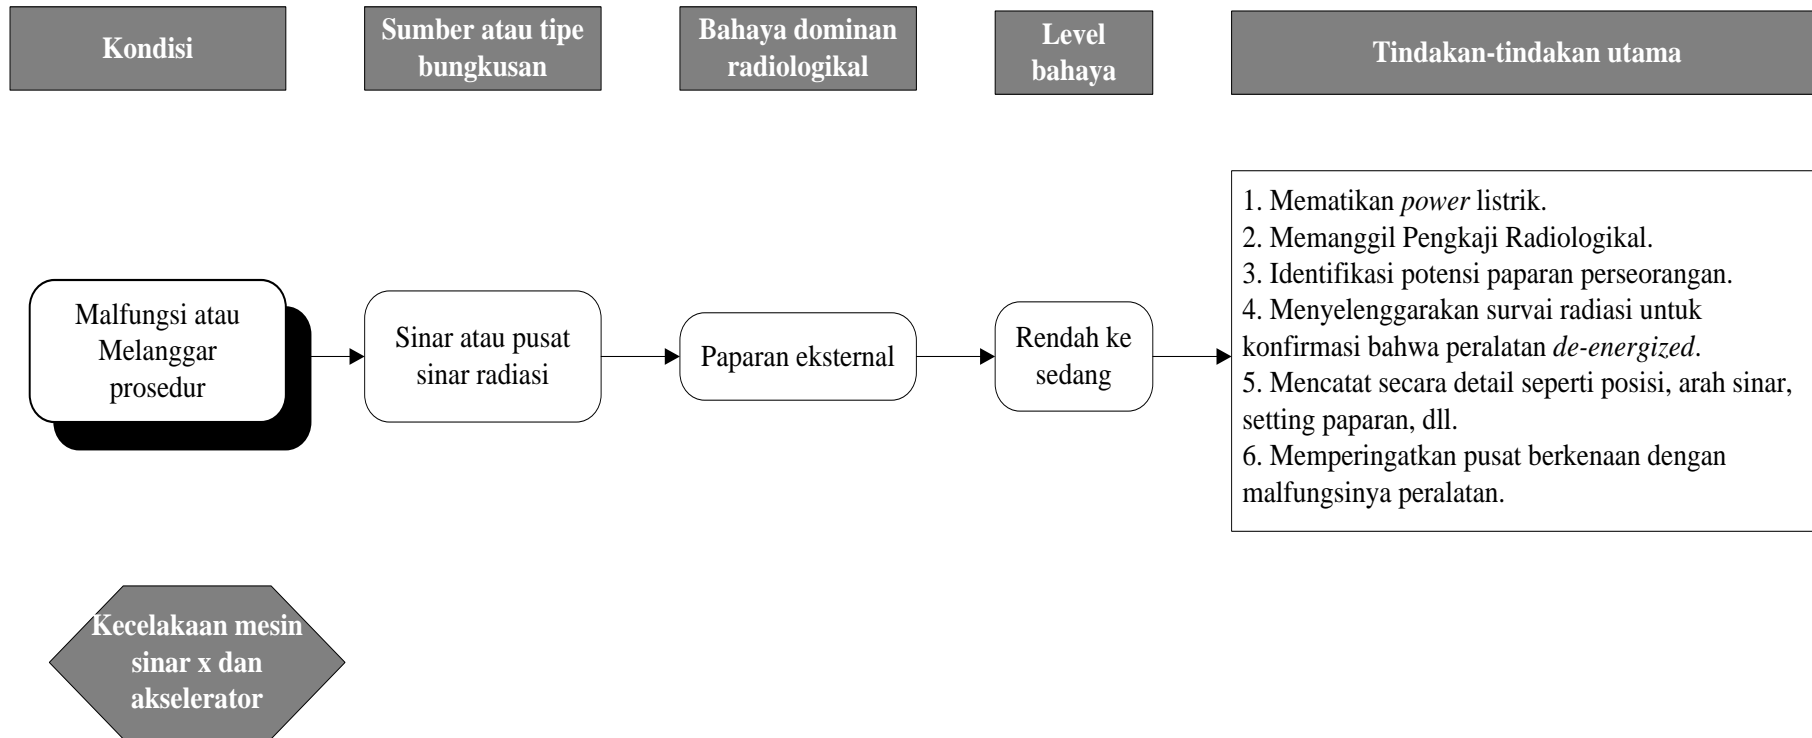 Kondisi
Sumber atau tipe
bungkusan
Bahaya dominan
radiologikal
Level
bahaya
Tindakan-tindakan utama
Malfungsi atau
Melanggar
prosedur
Sinar atau pusat
sinar radiasi
Paparan eksternal
Rendah ke
sedang
1. Mematikan power listrik.
2. Memanggil Pengkaji Radiologikal.
3. Identifikasi potensi paparan perseorangan.
4. Menyelenggarakan survai radiasi untuk
konfirmasi bahwa peralatan de-energized.
5. Mencatat secara detail seperti posisi, arah sinar,
setting paparan, dll.
6. Memperingatkan pusat berkenaan dengan
malfungsinya peralatan.
Kecelakaan mesin
sinar x dan
akselerator